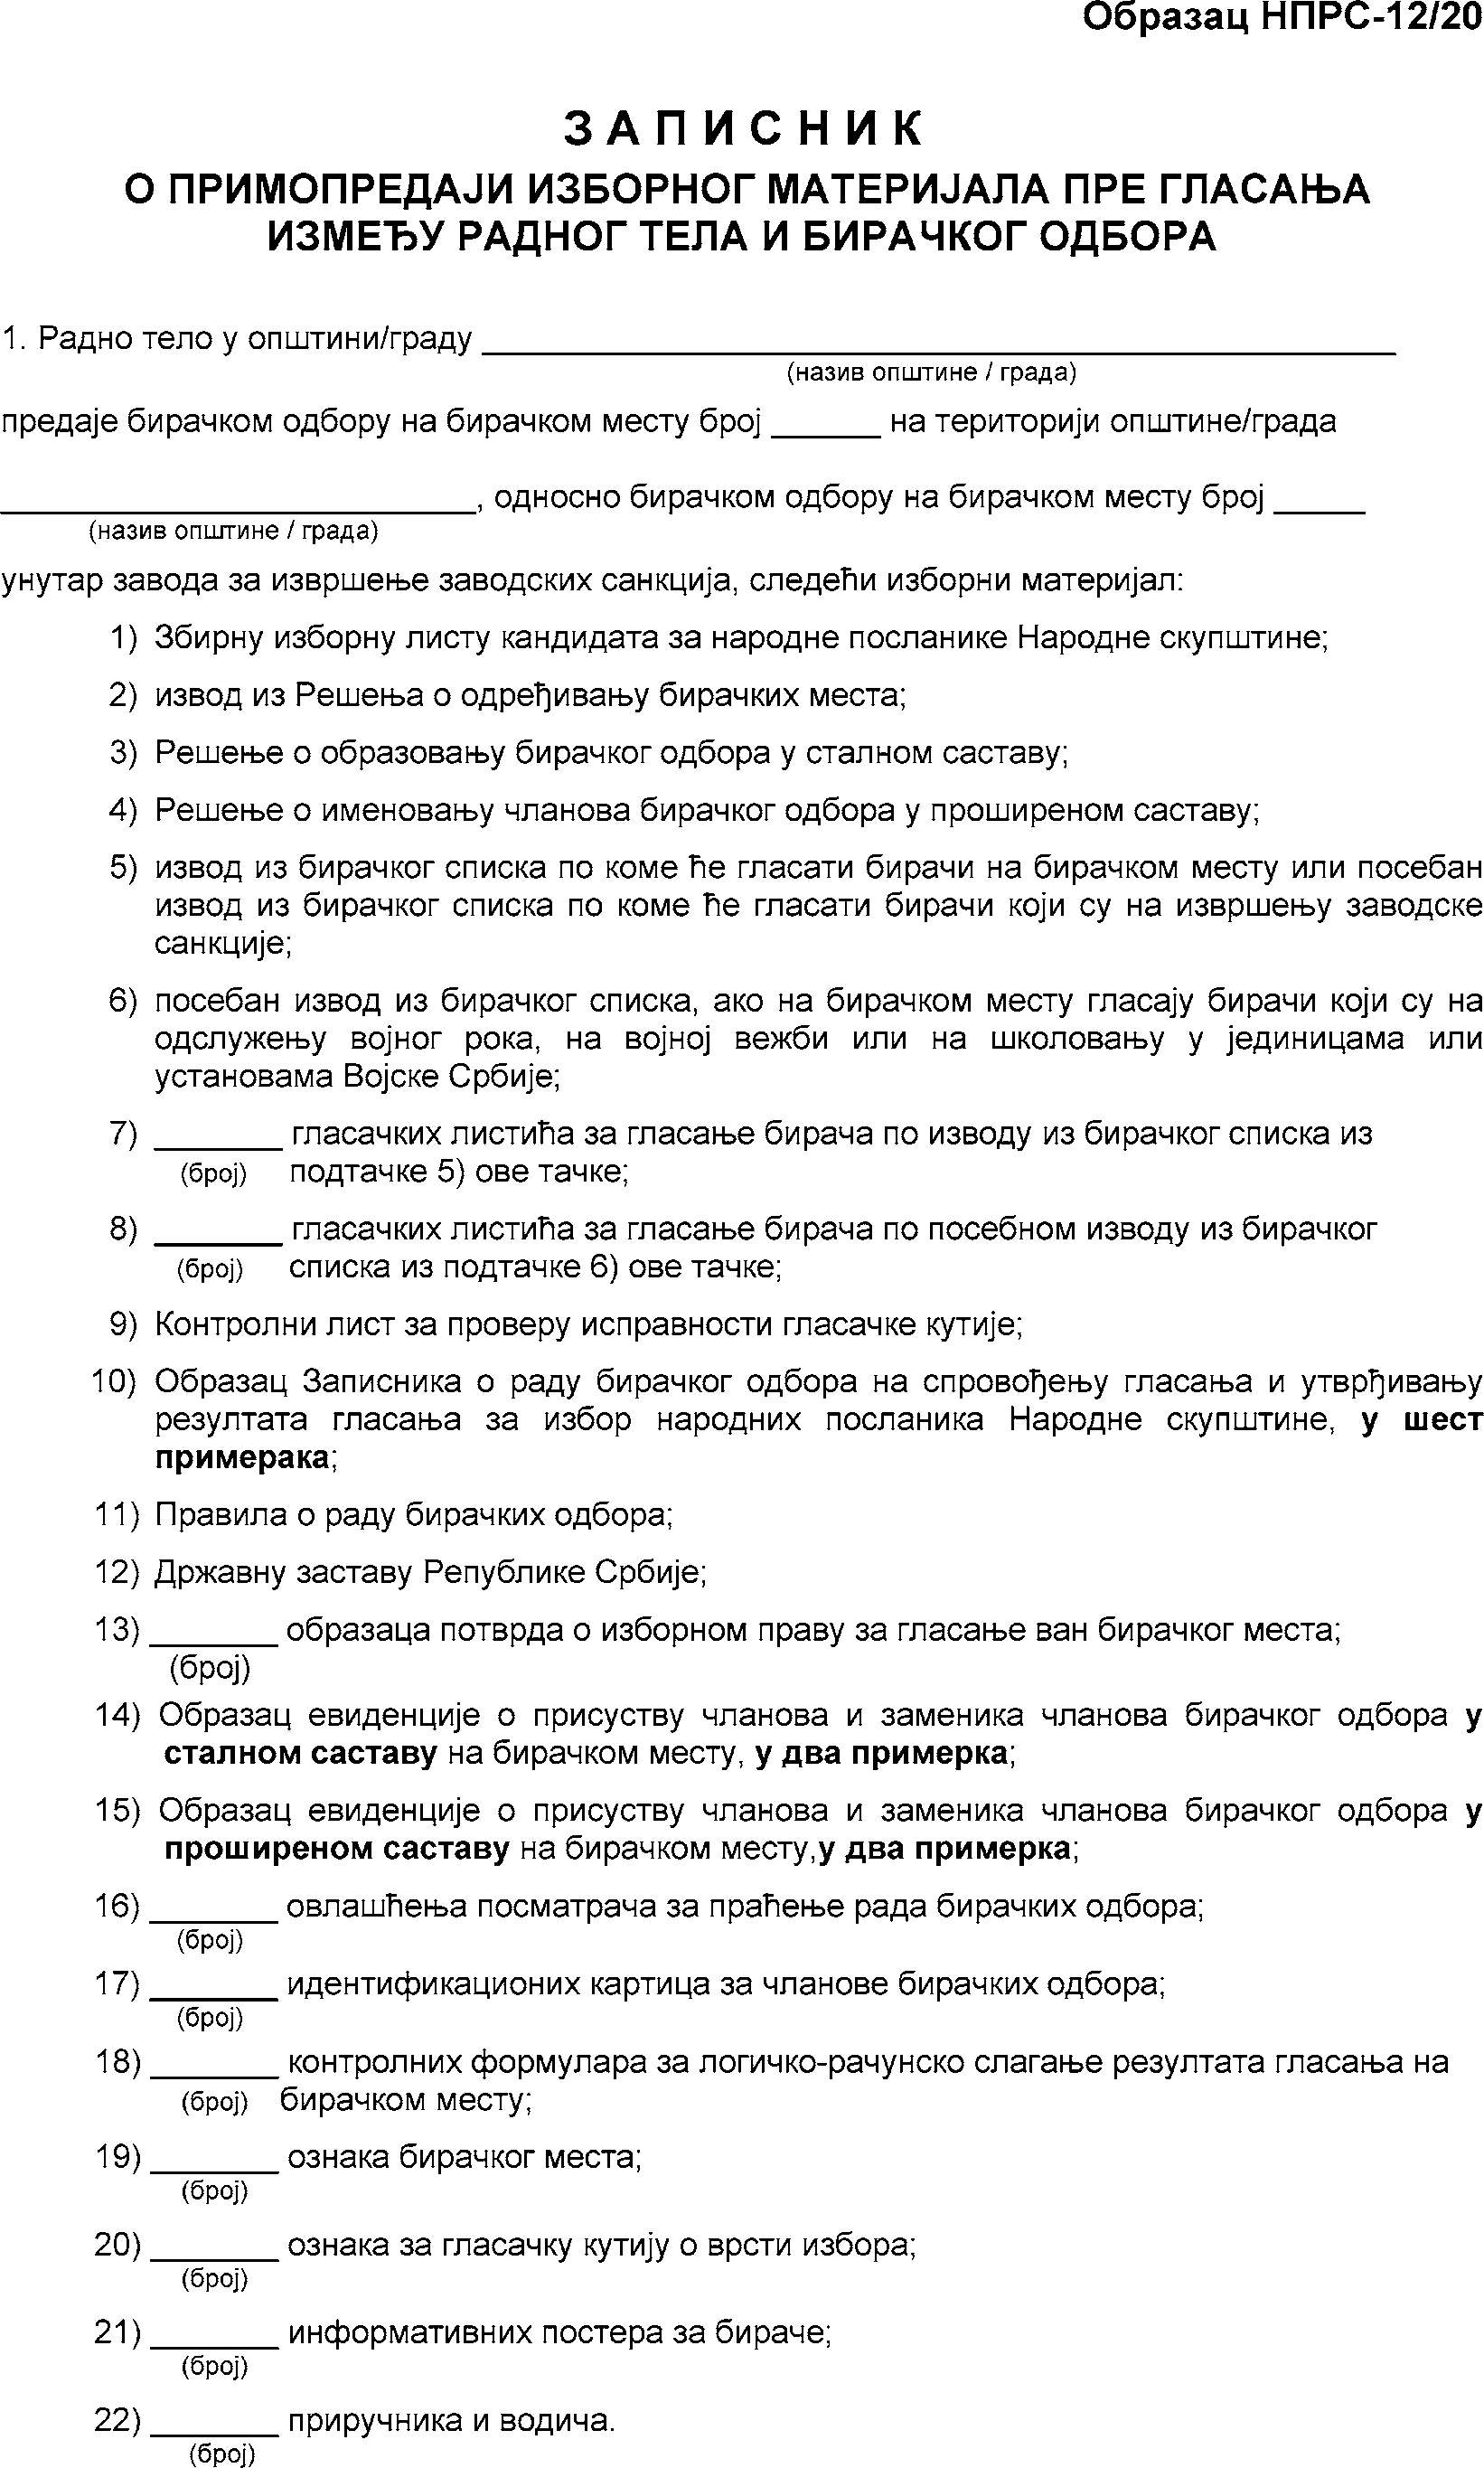 Образац НПРС-12/20
З А П И С Н И К
О ПРИМОПРЕДАЈИ ИЗБОРНОГ МАТЕРИЈАЛА ПРЕ ГЛАСАЊА
ИЗМЕЂУ РАДНОГ ТЕЛА И БИРАЧКОГ ОДБОРА
1. Радно тело у општини/граду ____________________
(назив општине / града)
предаје бирачком одбору на бирачком месту број ______ на територији општине/града
__________________________, односно бирачком одбору на бирачком месту број _____
(назив општине / града)
унутар завода за извршење заводских санкција, следећи изборни материјал:
1) Збирну изборну листу кандидата за народне посланике Народне скупштине;
2) извод из Решења о одређивању бирачких места;
3) Решење о образовању бирачког одбора у сталном саставу;
4) Решење о именовању чланова бирачког одбора у проширеном саставу;
5) извод из бирачког списка по коме ће гласати бирачи на бирачком месту или посебан
извод из бирачког списка по коме ће гласати бирачи који су на извршењу заводске
санкције;
6) посебан извод из бирачког списка, ако на бирачком месту гласају бирачи који су на
одслужењу војног рока, на војној вежби или на школовању у јединицама или
установама Војске Србије;
7) _______ гласачких листића за гласање бирача по изводу из бирачког списка из
(број) подтачке 5) ове тачке;
8) _______ гласачких листића за гласање бирача по посебном изводу из бирачког
(број) списка из подтачке 6) ове тачке;
9) Контролни лист за проверу исправности гласачке кутије;
10) Образац Записника о раду бирачког одбора на спровођењу гласања и утврђивању
резултата гласања за избор народних посланика Народне скупштине, у шест
примерака;
11) Правила о раду бирачких одбора;
12) Државну заставу Републике Србије;
13) _______ образаца потврда о изборном праву за гласање ван бирачког места;
(број)
14) Образац евиденције о присуству чланова и заменика чланова бирачког одбора у
сталном саставу на бирачком месту, у два примерка;
15) Образац евиденције о присуству чланова и заменика чланова бирачког одбора у
проширеном саставу на бирачком месту,у два примерка;
16) _______ овлашћења посматрача за праћење рада бирачких одбора;
(број)
17) _______ идентификационих картица за чланове бирачких одбора;
(број)
18) _______ контролних формулара за логичко-рачунско слагање резултата гласања на
(број) бирачком месту;
19) _______ ознака бирачког места;
(број)
20) _______ ознака за гласачку кутију о врсти избора;
(број)
21) _______ информативних постера за бираче;
(број)
22) _______ приручника и водича.
(број)